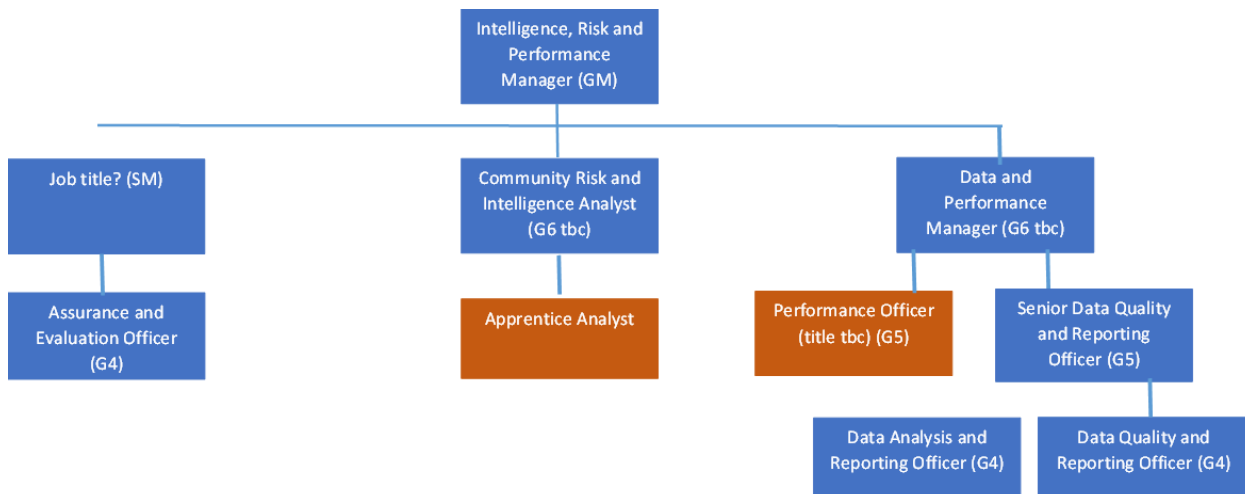 Intelligence, Risk and
Performance
Manager (GM)
Job title? (SM)
Community Risk and
Intelligence Analyst
(G6 tbc)
Data and
Performance
Manager (G6 tbc)
Assurance and
Evaluation Officer
(G4)
Apprentice Analyst
Performance Officer
(title tbc) (G5)
Senior Data Quality
and Reporting
Officer (G5)
Data Analysis and
Reporting Officer (G4)
Data Quality and
Reporting Officer (G4)